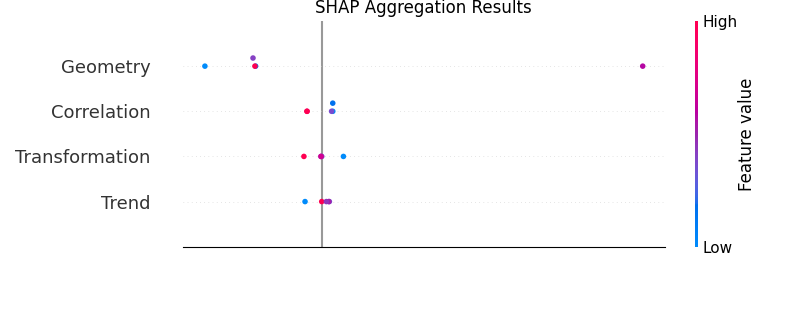 SHAP Aggregation Results
High
Geometry
Correlation
Transformation
Trend
Feature value
Low